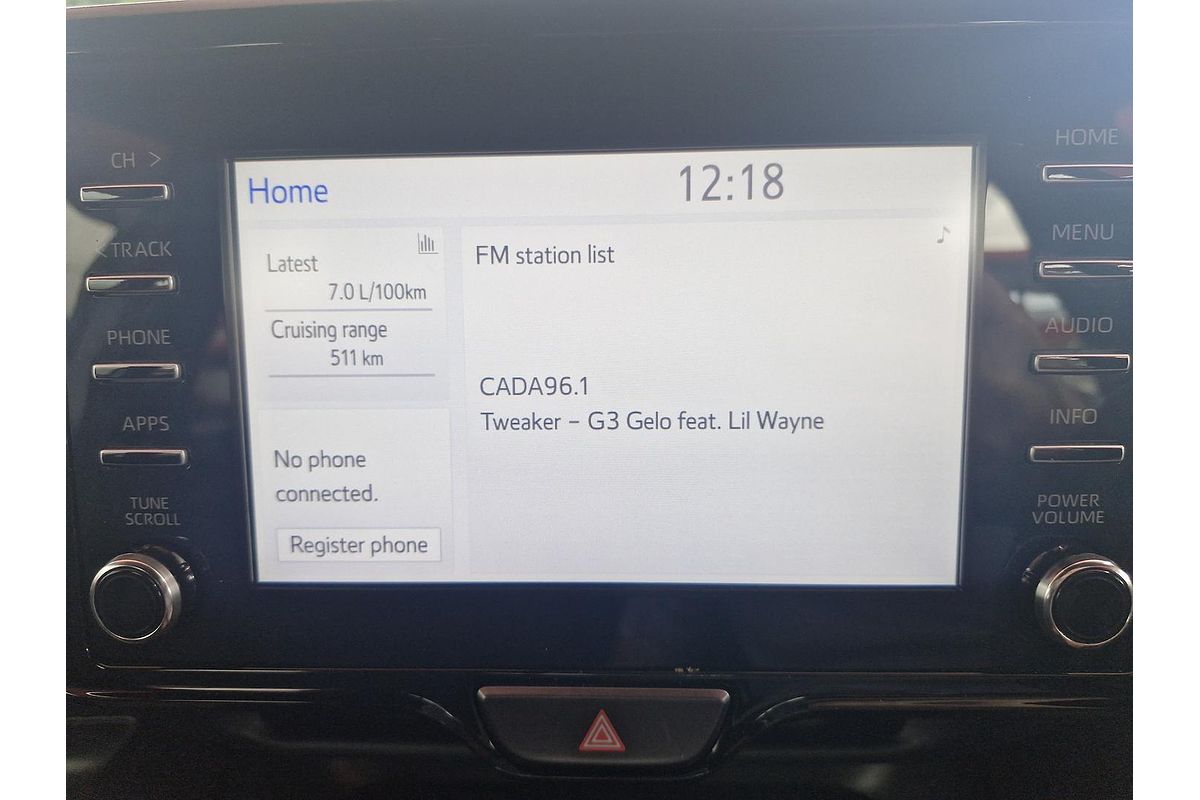 CH >
< TRACK
PHONE
APPS
TUNE
SCROLL
Home
12:18
Latest
7.0 L/100km
Cruising range
511 km
No phone
connected.
Register phone
FM station list
CADA96.1
Tweaker – G3 Gelo feat. Lil Wayne
HOME
MENU
AUDIO
INFO
POWER
VOLUME